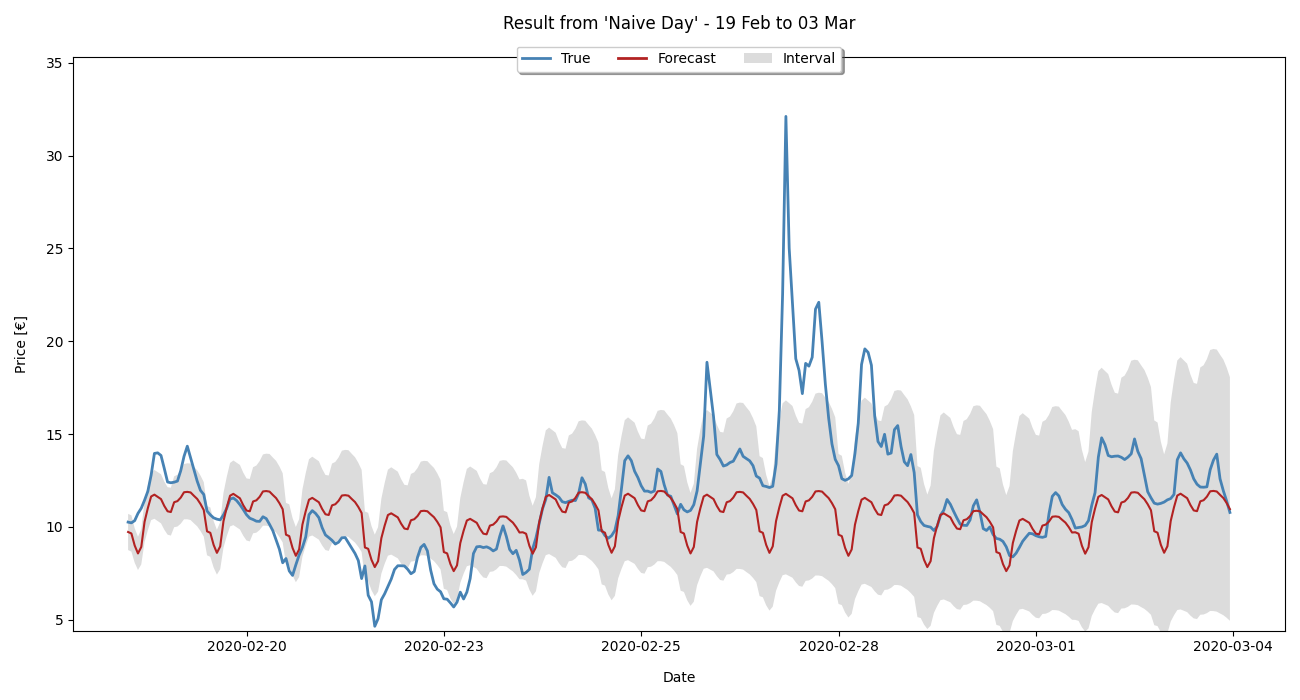 Result from 'Naive Day' - 19 Feb to 03 Mar
True Forecast Interval
35
30
25
20
15
10
5
Price [€]
2020-02-20 2020-02-23 2020-02-25 2020-02-28 2020-03-01 2020-03-04
Date